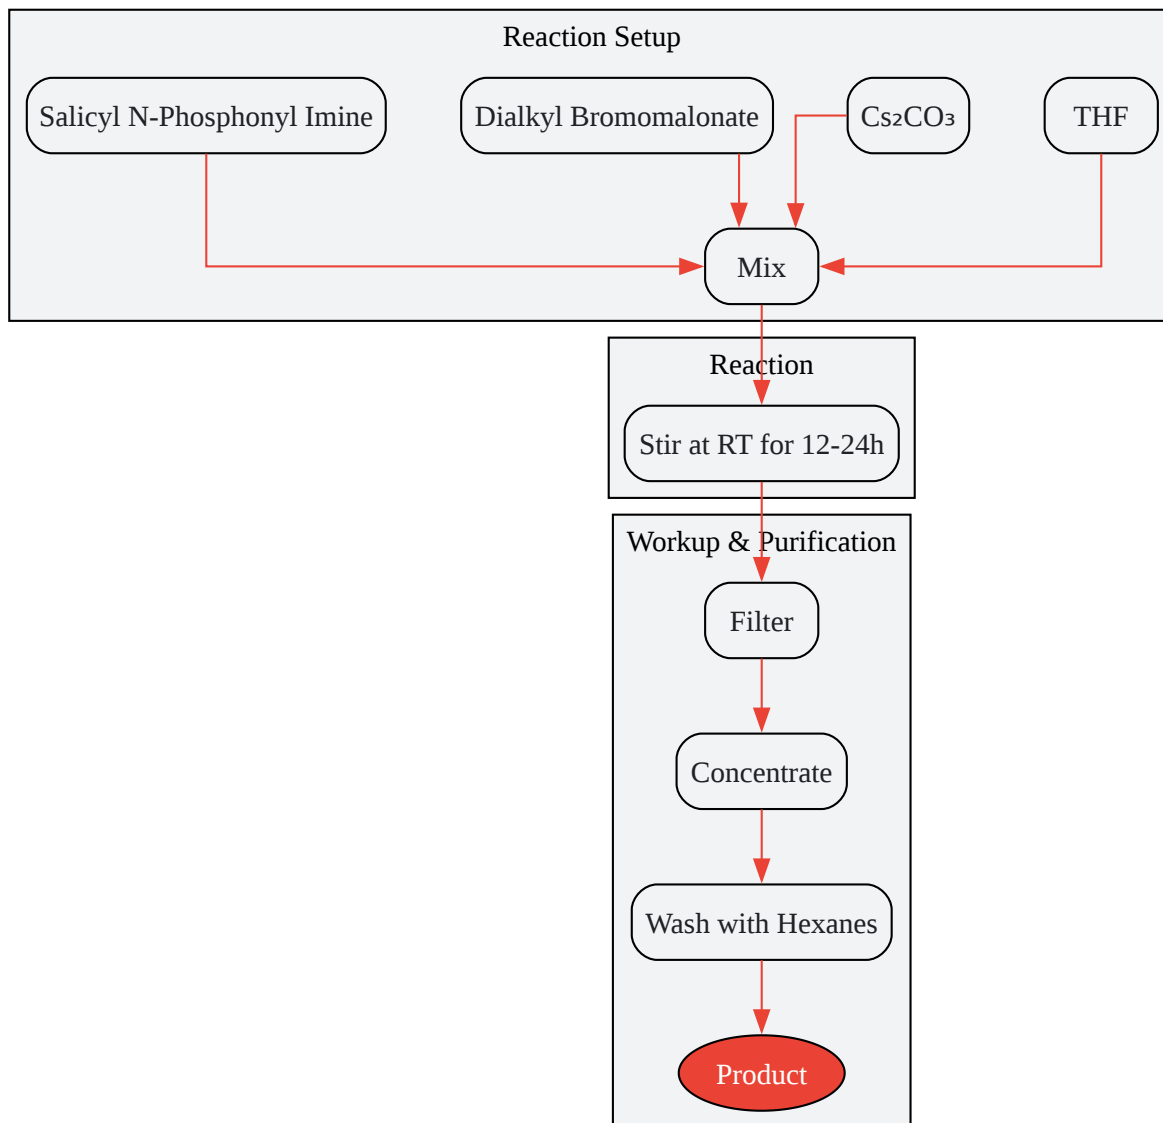 Reaction Setup
Salicyl N-Phosphonyl Imine
Dialkyl Bromomalonate
Cs₂CO₃
THF
Mix
Reaction
Stir at RT for 12-24h
Workup & Purification
Filter
Concentrate
Wash with Hexanes
Product